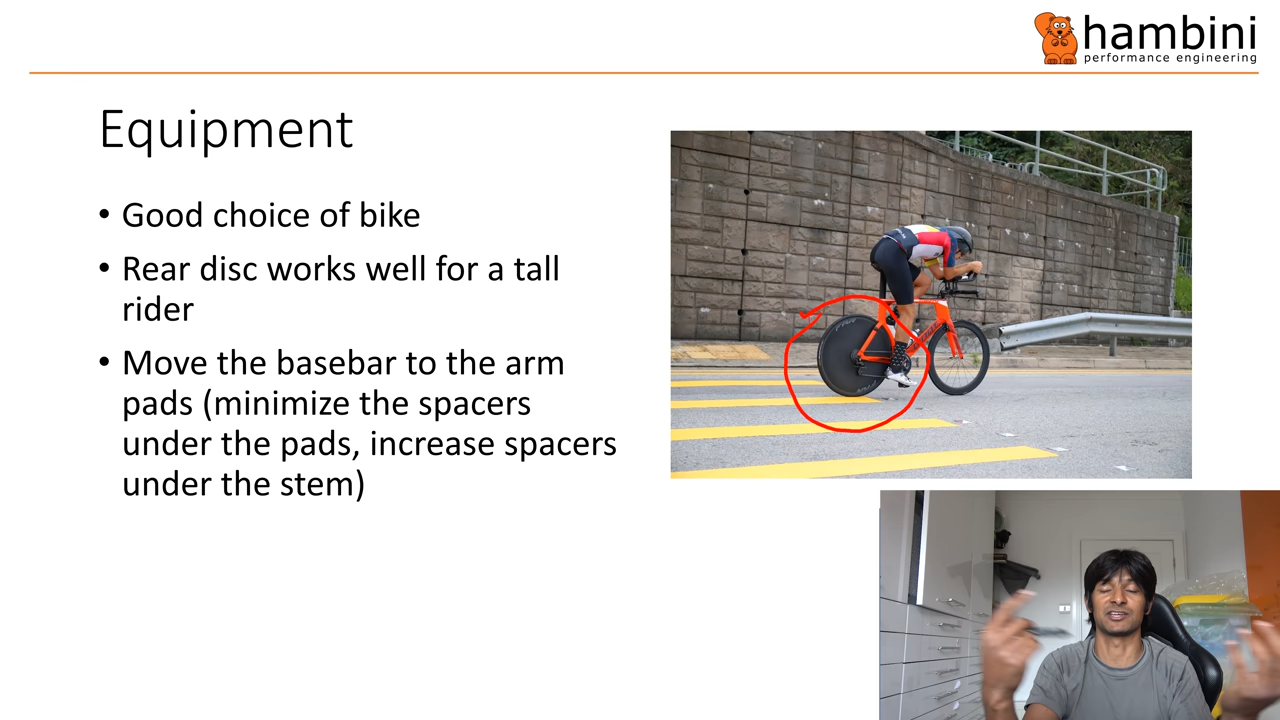 hambini
performance engineering
Equipment
• Good choice of bike
• Rear disc works well for a tall
rider
• Move the basebar to the arm
pads (minimize the spacers
under the pads, increase spacers
under the stem)